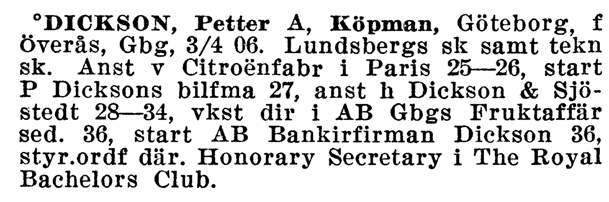 °DICKSON, Petter A, Köpman, Göteborg, f
Överås, Gbg, 3/4 06. Lundsbergs sk samt tekn
sk. Anst v Citroënfabr i Paris 25—26, start
P Dicksons bilfma 27, anst h Dickson & Sjö-
stedt 28—34, vkst dir i AB Gbgs Fruktaffär
sed. 36, start AB Bankirfirman Dickson 36,
styr.ordf där. Honorary Secretary i The Royal
Bachelors Club.